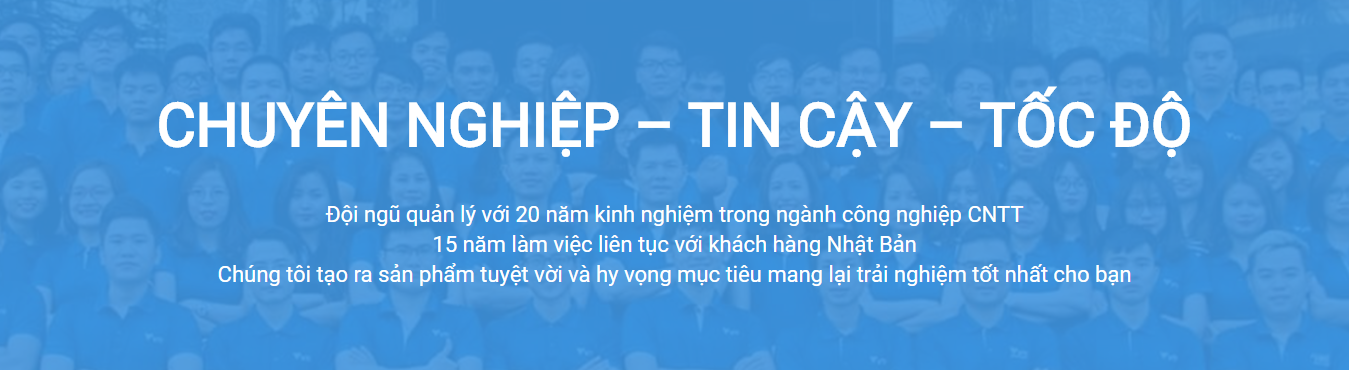 CHUYÊN NGHIỆP – TIN CẬY – TỐC ĐỘ
Đội ngũ quản lý với 20 năm kinh nghiệm trong ngành công nghiệp CNTT
15 năm làm việc liên tục với khách hàng Nhật Bản
Chúng tôi tạo ra sản phẩm tuyệt vời và hy vọng mục tiêu mang lại trải nghiệm tốt nhất cho bạn